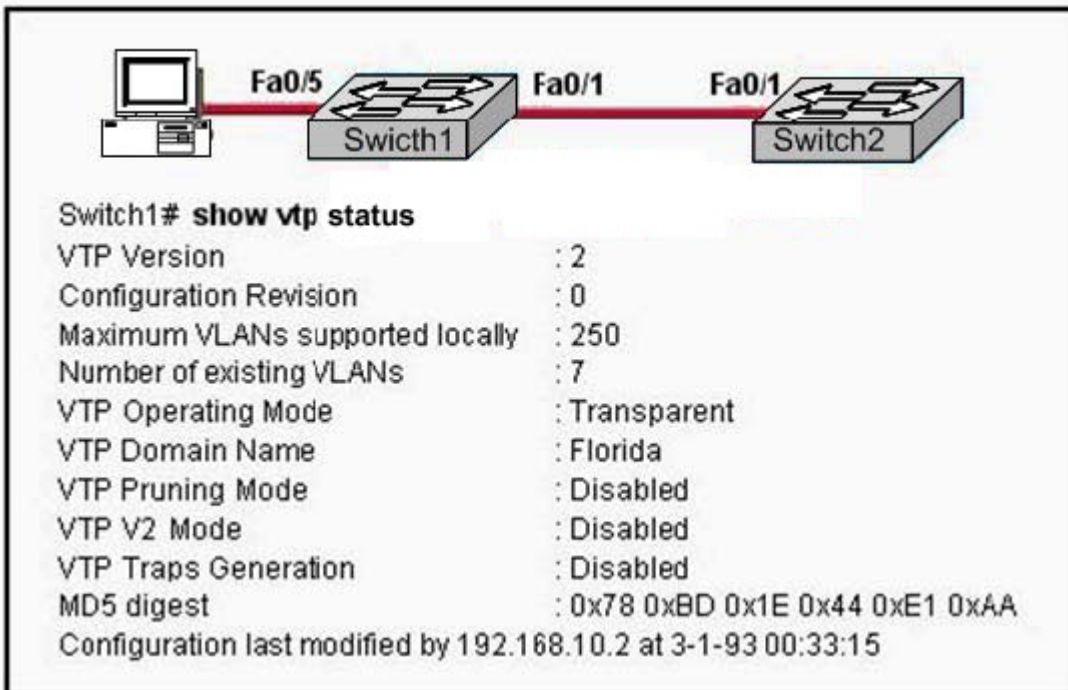 Fa0/5 Fa0/1 Fa0/1
Swicth1 Switch2
Switch1# show vtp status
VTP Version : 2
Configuration Revision : 0
Maximum VLANs supported locally : 250
Number of existing VLANs : 7
VTP Operating Mode : Transparent
VTP Domain Name : Florida
VTP Pruning Mode : Disabled
VTP V2 Mode : Disabled
VTP Traps Generation : Disabled
MD5 digest : 0x78 0xBD 0x1E 0x44 0xE1 0xAA
Configuration last modified by 192.168.10.2 at 3-1-93 00:33:15